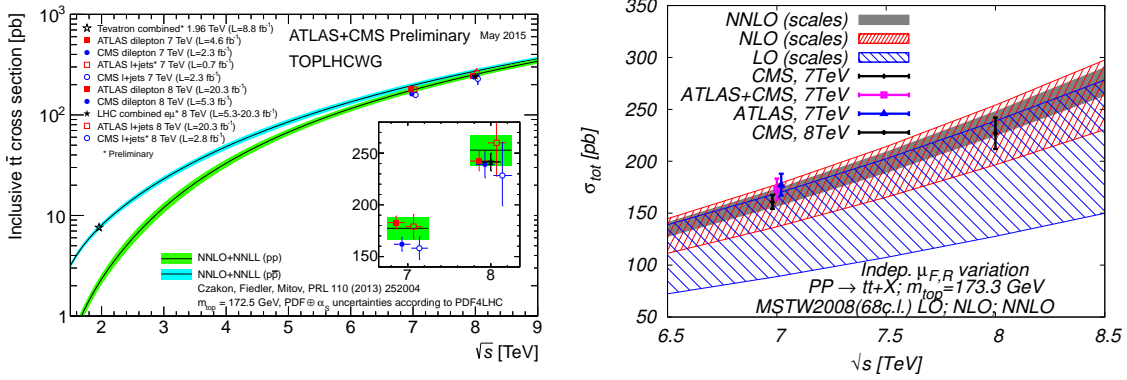 Inclusive tt̄ cross section [pb]
10³
10²
10
1
Tevatron combined* 1.96 TeV (L=8.8 fb⁻¹)
ATLAS dilepton 7 TeV (L=4.6 fb⁻¹)
CMS dilepton 7 TeV (L=2.3 fb⁻¹)
ATLAS l+jets* 7 TeV (L=0.7 fb⁻¹)
CMS l+jets* 7 TeV (L=2.3 fb⁻¹)
ATLAS dilepton 8 TeV (L=20.3 fb⁻¹)
CMS dilepton 8 TeV (L=5.3 fb⁻¹)
LHC combined eμ* 8 TeV (L=5.3-20.3 fb⁻¹)
ATLAS l+jets 8 TeV (L=20.3 fb⁻¹)
CMS l+jets* 8 TeV (L=2.8 fb⁻¹)
* Preliminary
ATLAS+CMS Preliminary May 2015
TOPLHCWG
250
200
150
7 8
NNLO+NNLL (pp)
NNLO+NNLL (pp̄)
Czakon, Fiedler, Mitov, PRL 110 (2013) 252004
m_top = 172.5 GeV, PDF⊕α_s uncertainties according to PDF4LHC
2 3 4 5 6 7 8 9
√s [TeV]
σ_tot [pb]
350
300
250
200
150
100
50
NNLO (scales)
NLO (scales)
LO (scales)
CMS, 7TeV
ATLAS+CMS, 7TeV
ATLAS, 7TeV
CMS, 8TeV
Indep. μ_F,R variation
PP → tt+X; m_top=173.3 GeV
MSTW2008(68c.l.) LO; NLO; NNLO
6.5 7 7.5 8 8.5
√s [TeV]